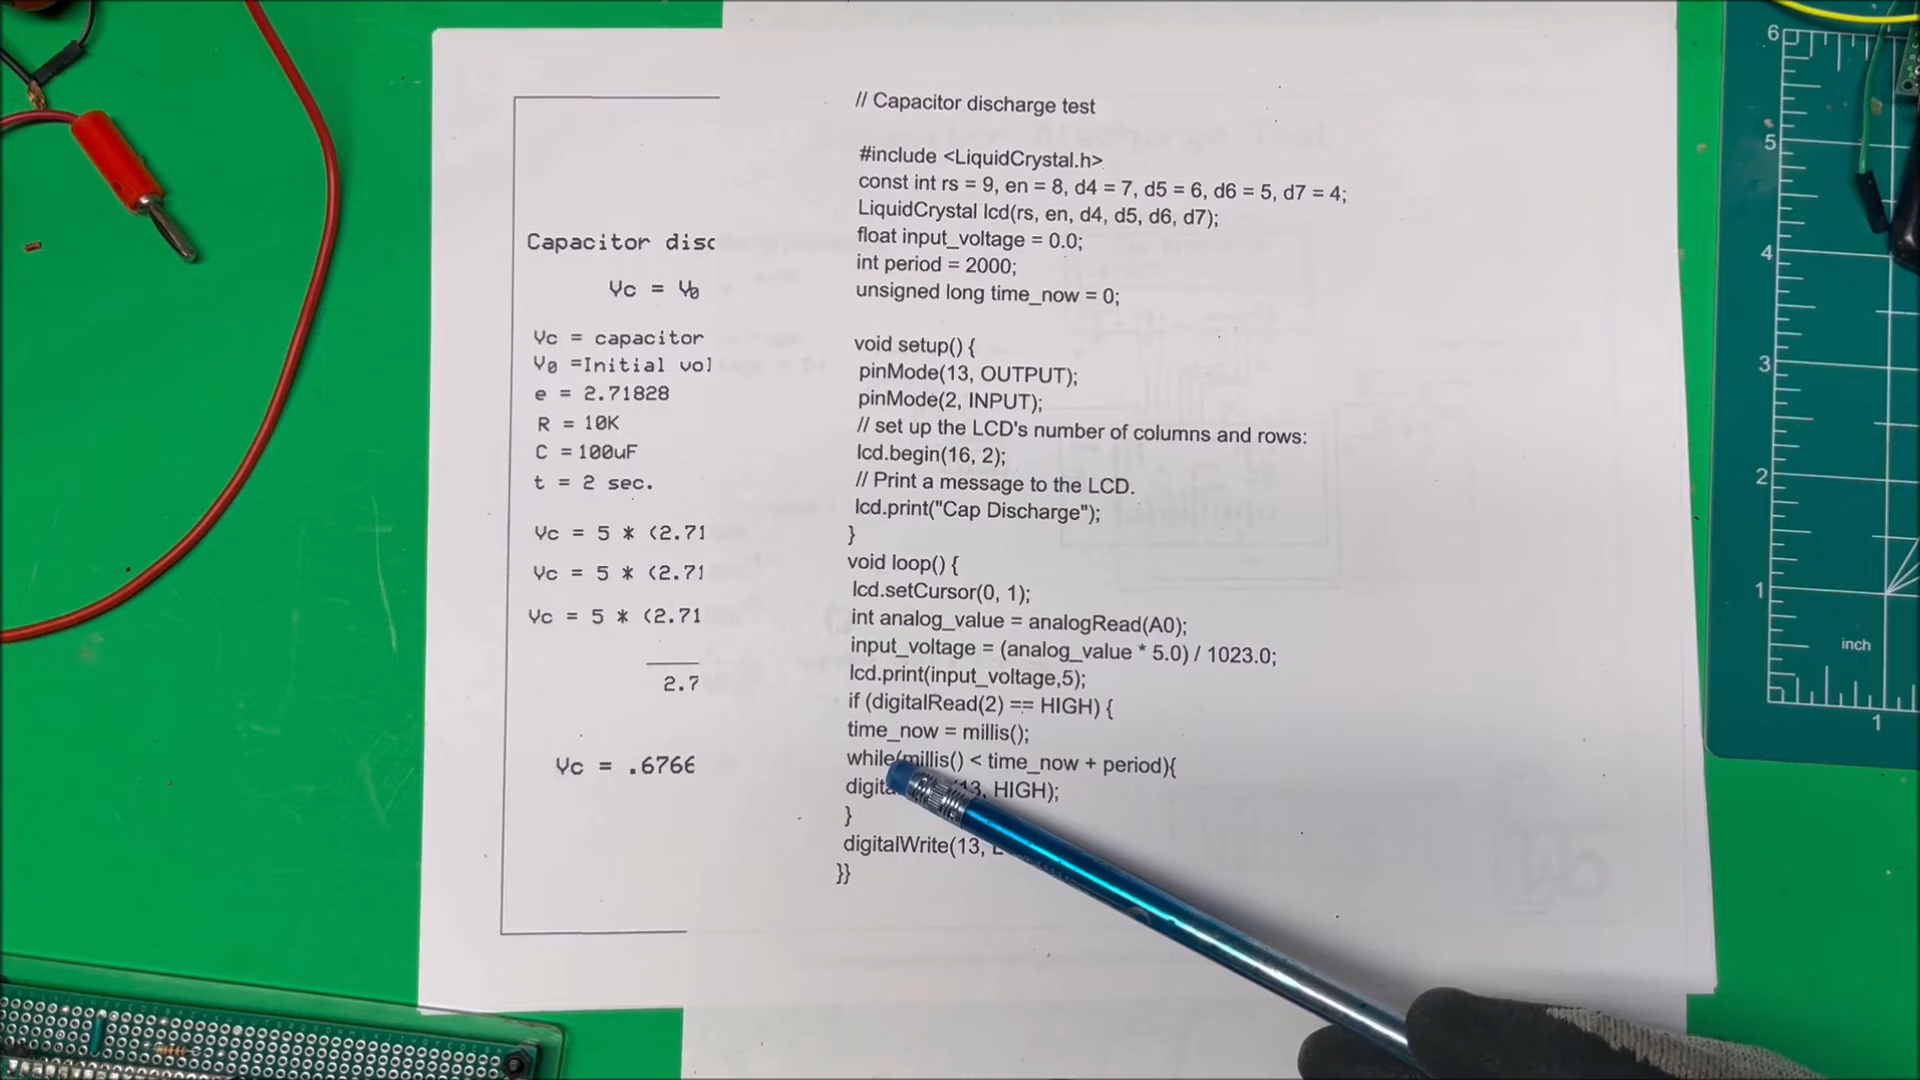 Capacitor disc
Vc = V0
Vc = capacitor
V0 =Initial vol
e = 2.71828
R = 10K
C = 100uF
t = 2 sec.
Vc = 5 * (2.71
Vc = 5 * (2.71
Vc = 5 * (2.71
2.7
Vc = .6766
// Capacitor discharge test
#include <LiquidCrystal.h>
const int rs = 9, en = 8, d4 = 7, d5 = 6, d6 = 5, d7 = 4;
LiquidCrystal lcd(rs, en, d4, d5, d6, d7);
float input_voltage = 0.0;
int period = 2000;
unsigned long time_now = 0;
void setup() {
pinMode(13, OUTPUT);
pinMode(2, INPUT);
// set up the LCD's number of columns and rows:
lcd.begin(16, 2);
// Print a message to the LCD.
lcd.print("Cap Discharge");
}
void loop() {
lcd.setCursor(0, 1);
int analog_value = analogRead(A0);
input_voltage = (analog_value * 5.0) / 1023.0;
lcd.print(input_voltage,5);
if (digitalRead(2) == HIGH) {
time_now = millis();
while(millis() < time_now + period){
digita 13, HIGH);
}
digitalWrite(13, L
}}
6
5
4
3
2
1
inch
1